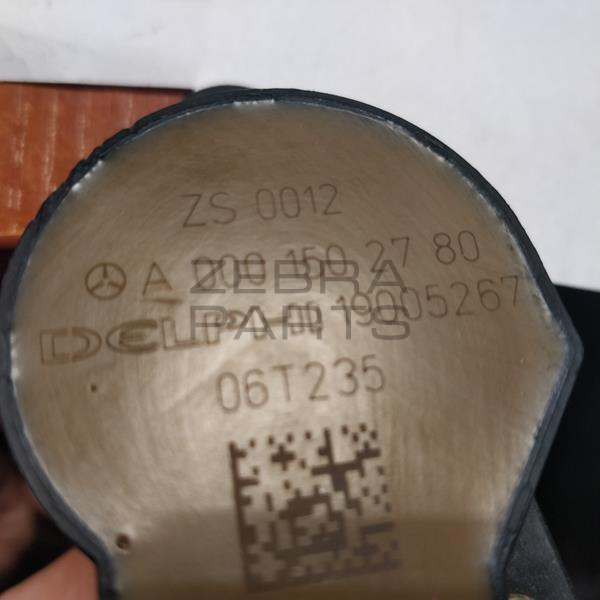 ZS 0012
A 000 150 27 80
DELPHI 19005267
06T235
ZEBRA
PARTS